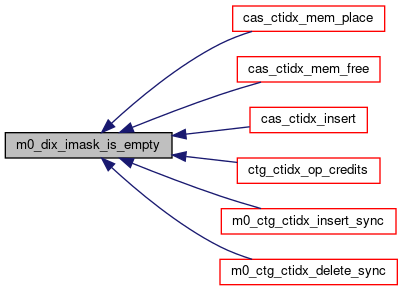 cas_ctidx_mem_place
cas_ctidx_mem_free
cas_ctidx_insert
m0_dix_imask_is_empty
ctg_ctidx_op_credits
m0_ctg_ctidx_insert_sync
m0_ctg_ctidx_delete_sync